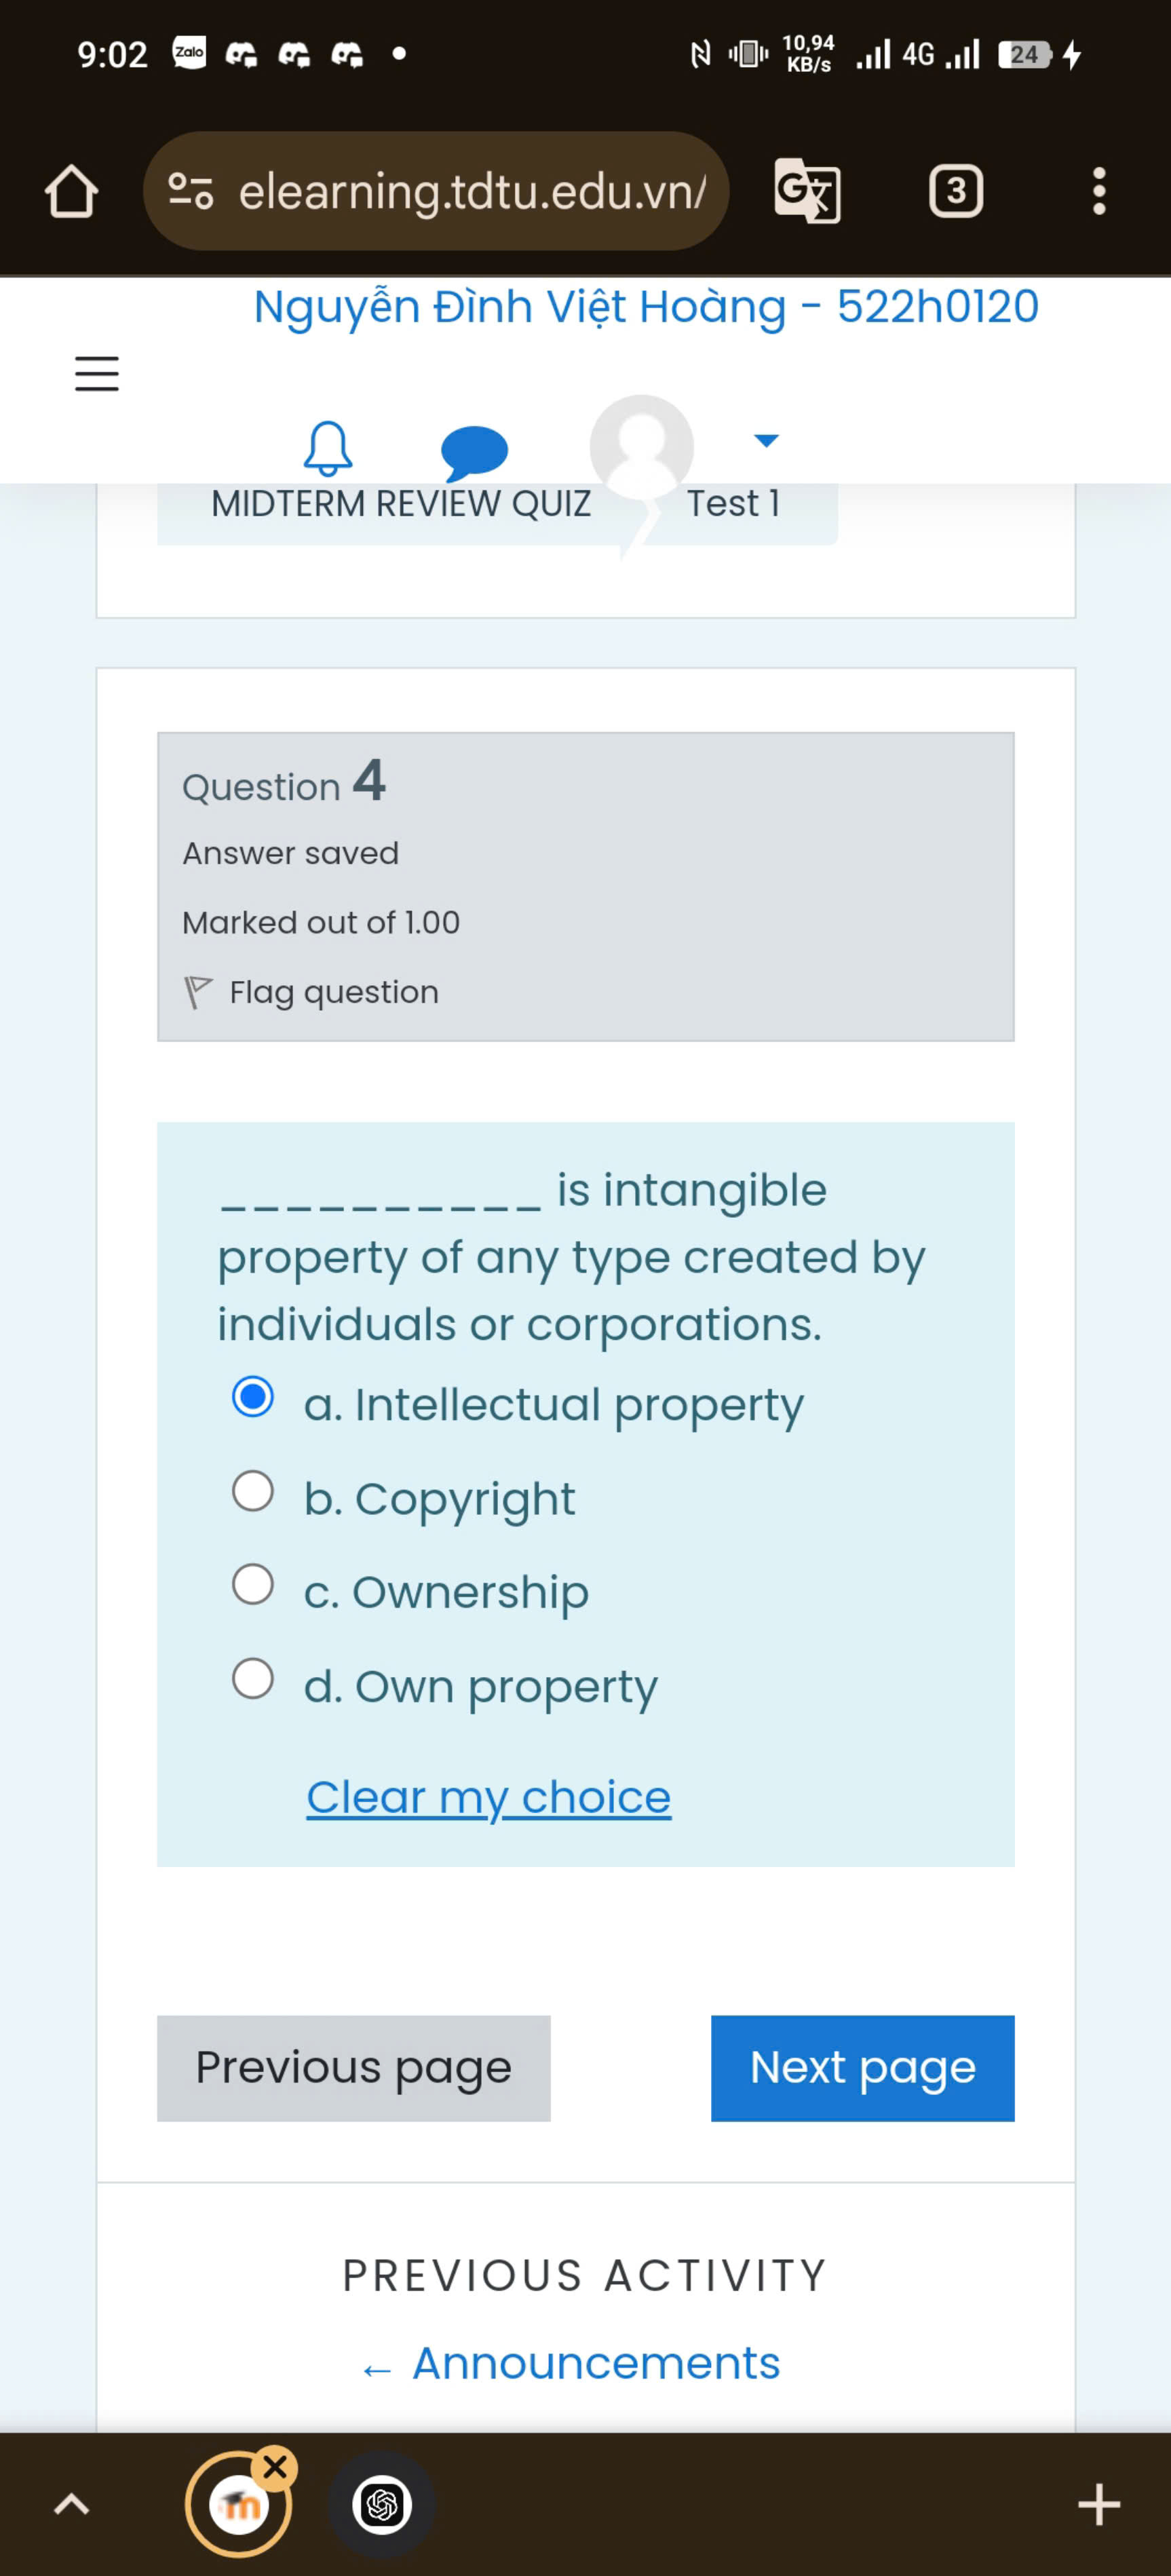 9:02 Zalo 10,94 KB/s 4G 24
elearning.tdtu.edu.vn/ 3
Nguyễn Đình Việt Hoàng - 522h0120
MIDTERM REVIEW QUIZ Test 1
Question 4
Answer saved
Marked out of 1.00
Flag question
__________ is intangible
property of any type created by
individuals or corporations.
a. Intellectual property
b. Copyright
c. Ownership
d. Own property
Clear my choice
Previous page Next page
PREVIOUS ACTIVITY
← Announcements